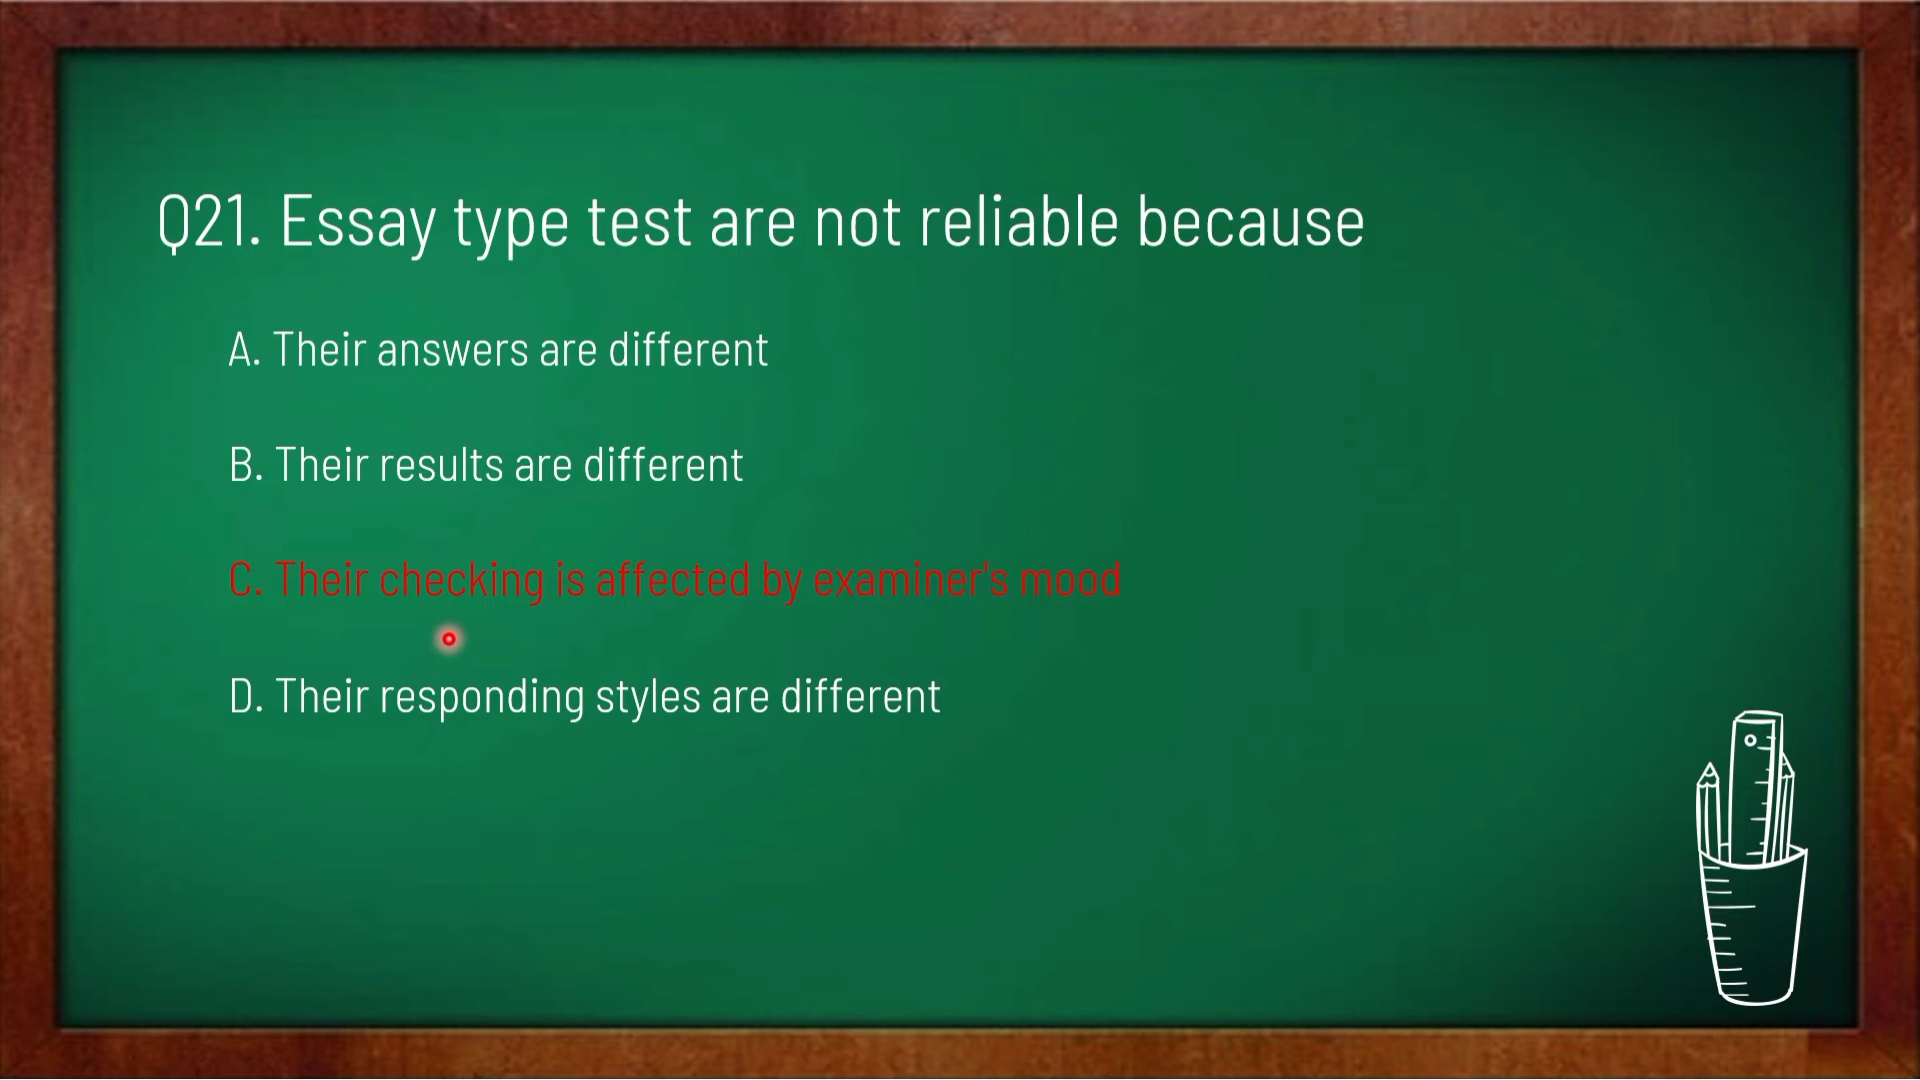 Q21. Essay type test are not reliable because
A. Their answers are different
B. Their results are different
C. Their checking is affected by examiner's mood
D. Their responding styles are different